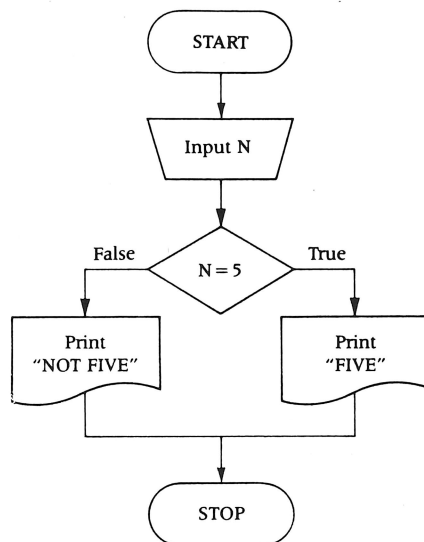 START
Input N
False
True
N = 5
Print
“NOT FIVE”
Print
“FIVE”
STOP